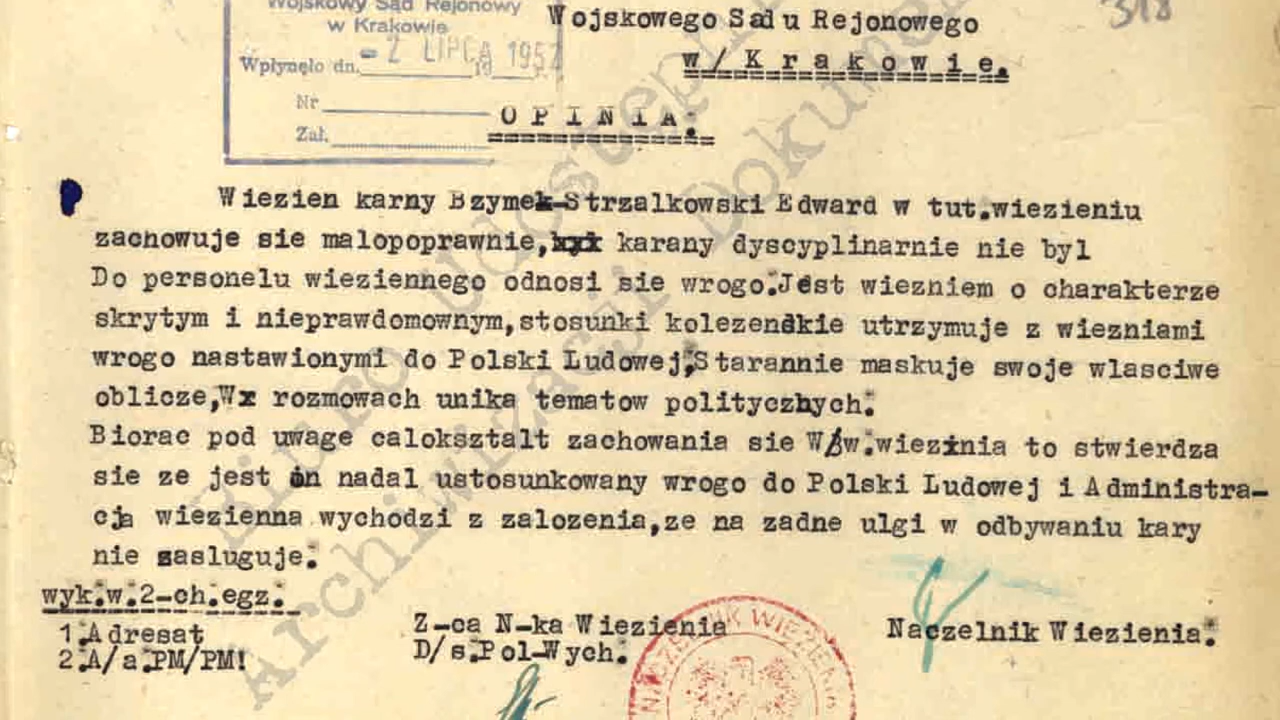 Wojskowy Sąd Rejonowy
w Krakowie
Wpłynęło dn. - 2 LIPCA 1952
Nr
Zał.
318
Wojskowego Sadu Rejonowego
w/Krakowie.
OPINIA.
Wiezien karny Bzymek-Strzalkowski Edward w tut.wiezieniu
zachowuje sie malopoprawnie, karany dyscyplinarnie nie byl
Do personelu wieziennego odnosi sie wrogo.Jest wiezniem o charakterze
skrytym i nieprawdomownym,stosunki kolezenskie utrzymuje z wiezniami
wrogo nastawionymi do Polski Ludowej,Starannie maskuje swoje wlasciwe
oblicze,Wx rozmowach unika tematow politycznych.
Biorac pod uwage calokształt zachowania sie W/w.wieznia to stwierdza
sie ze jest on nadal ustosunkowany wrogo do Polski Ludowej i Administra-
cja wiezienna wychodzi z zalozenia,ze na zadne ulgi w odbywaniu kary
nie zasluguje.
wyk.w.2-ch.egz.
1.Adresat
2.A/a.PM/PM!
Z-ca N-ka Wiezienia
D/s.Pol-Wych.
Naczelnik Wiezienia.
NACZELNIK WIĘZIENIA